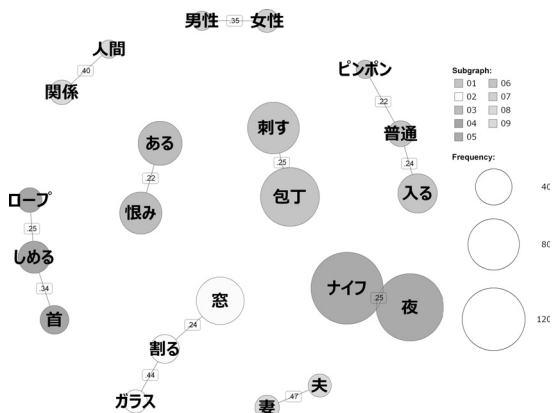 男性 .35 女性
人間
.40
関係
ピンポン
.22
普通
.24
入る
ある
.22
恨み
刺す
.25
包丁
ロープ
.25
しめる
.34
首
窓
.24
割る
.44
ガラス
ナイフ .25 夜
夫
.47
妻
Subgraph:
01 06
02 07
03 08
04 09
05
Frequency:
40
80
120